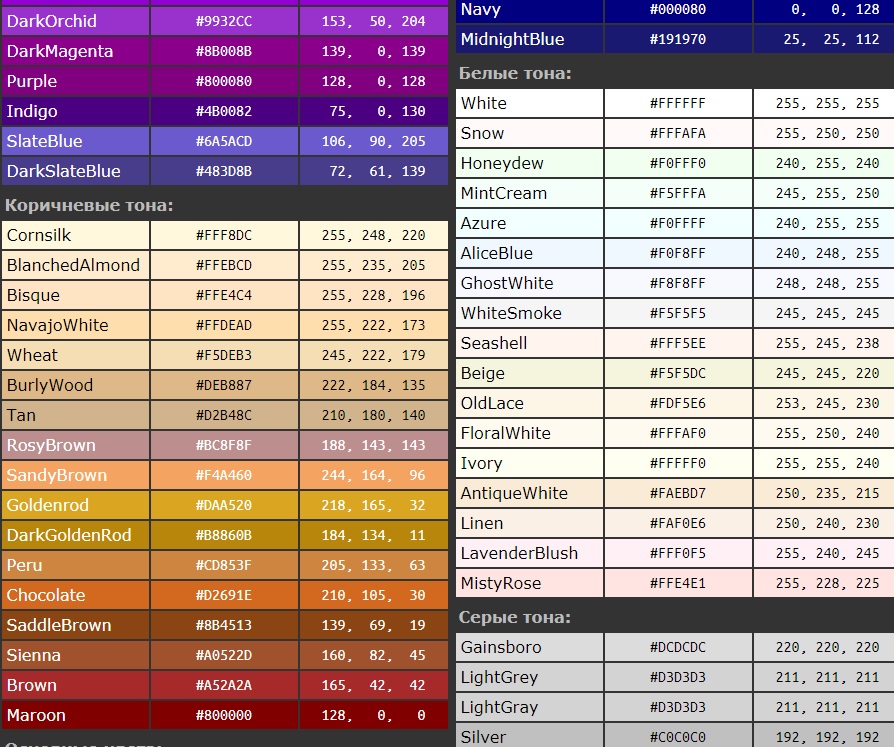 DarkOrchid #9932CC 153, 50, 204
DarkMagenta #8B008B 139, 0, 139
Purple #800080 128, 0, 128
Indigo #4B0082 75, 0, 130
SlateBlue #6A5ACD 106, 90, 205
DarkSlateBlue #483D8B 72, 61, 139
Коричневые тона:
Cornsilk #FFF8DC 255, 248, 220
BlanchedAlmond #FFEBCD 255, 235, 205
Bisque #FFE4C4 255, 228, 196
NavajoWhite #FFDEAD 255, 222, 173
Wheat #F5DEB3 245, 222, 179
BurlyWood #DEB887 222, 184, 135
Tan #D2B48C 210, 180, 140
RosyBrown #BC8F8F 188, 143, 143
SandyBrown #F4A460 244, 164, 96
Goldenrod #DAA520 218, 165, 32
DarkGoldenRod #B8860B 184, 134, 11
Peru #CD853F 205, 133, 63
Chocolate #D2691E 210, 105, 30
SaddleBrown #8B4513 139, 69, 19
Sienna #A0522D 160, 82, 45
Brown #A52A2A 165, 42, 42
Maroon #800000 128, 0, 0
Navy #000080 0, 0, 128
MidnightBlue #191970 25, 25, 112
Белые тона:
White #FFFFFF 255, 255, 255
Snow #FFFAFA 255, 250, 250
Honeydew #F0FFF0 240, 255, 240
MintCream #F5FFFA 245, 255, 250
Azure #F0FFFF 240, 255, 255
AliceBlue #F0F8FF 240, 248, 255
GhostWhite #F8F8FF 248, 248, 255
WhiteSmoke #F5F5F5 245, 245, 245
Seashell #FFF5EE 255, 245, 238
Beige #F5F5DC 245, 245, 220
OldLace #FDF5E6 253, 245, 230
FloralWhite #FFFAF0 255, 250, 240
Ivory #FFFFF0 255, 255, 240
AntiqueWhite #FAEBD7 250, 235, 215
Linen #FAF0E6 250, 240, 230
LavenderBlush #FFF0F5 255, 240, 245
MistyRose #FFE4E1 255, 228, 225
Серые тона:
Gainsboro #DCDCDC 220, 220, 220
LightGrey #D3D3D3 211, 211, 211
LightGray #D3D3D3 211, 211, 211
Silver #C0C0C0 192, 192, 192